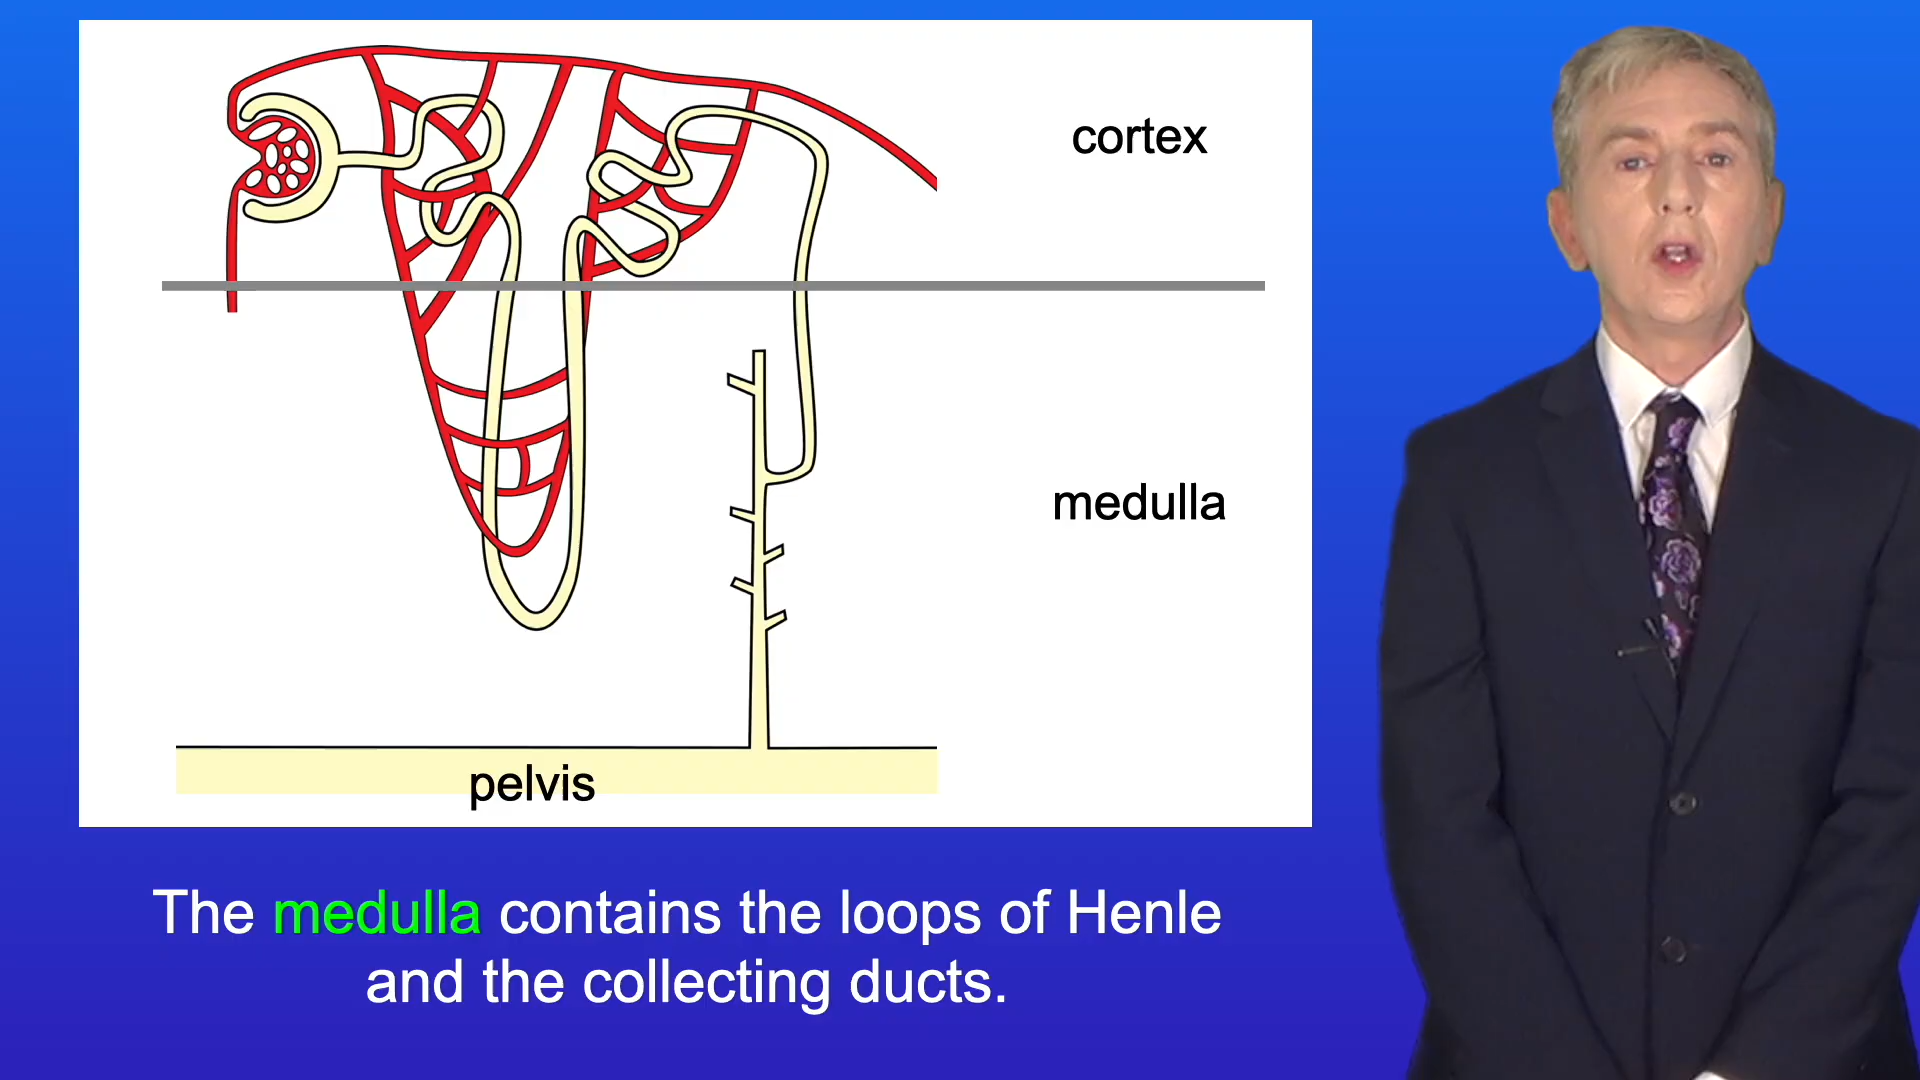 cortex
medulla
pelvis
The medulla contains the loops of Henle
and the collecting ducts.